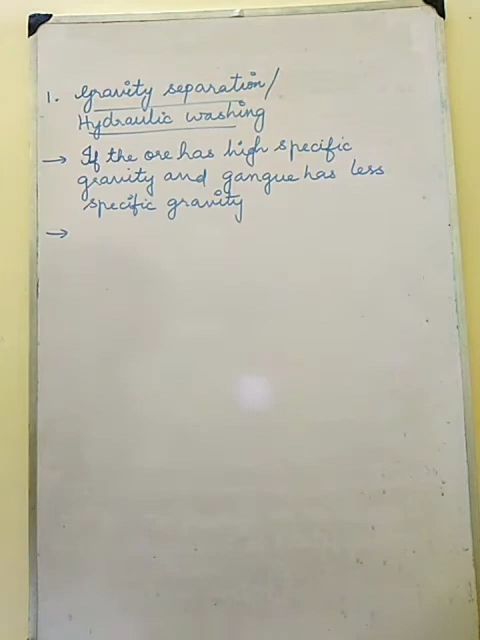 1. Gravity separation/
Hydraulic washing
→ If the ore has high specific
gravity and gangue has less
specific gravity
→